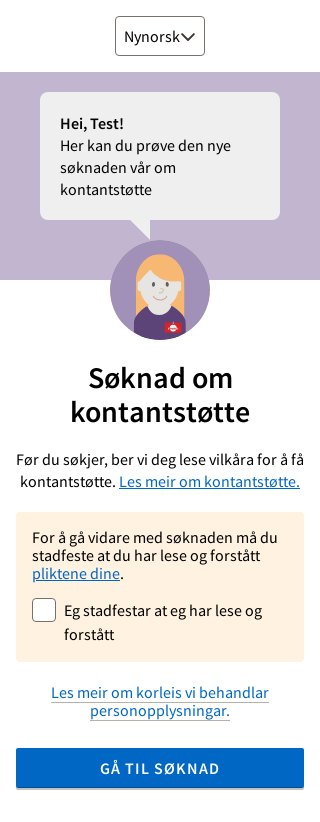 Nynorsk
Hei, Test!
Her kan du prøve den nye
søknaden vår om
kontantstøtte
Søknad om
kontantstøtte
Før du søkjer, ber vi deg lese vilkåra for å få
kontantstøtte. Les meir om kontantstøtte.
For å gå vidare med søknaden må du
stadfeste at du har lese og forstått
pliktene dine.
Eg stadfestar at eg har lese og
forstått
Les meir om korleis vi behandlar
personopplysningar.
GÅ TIL SØKNAD